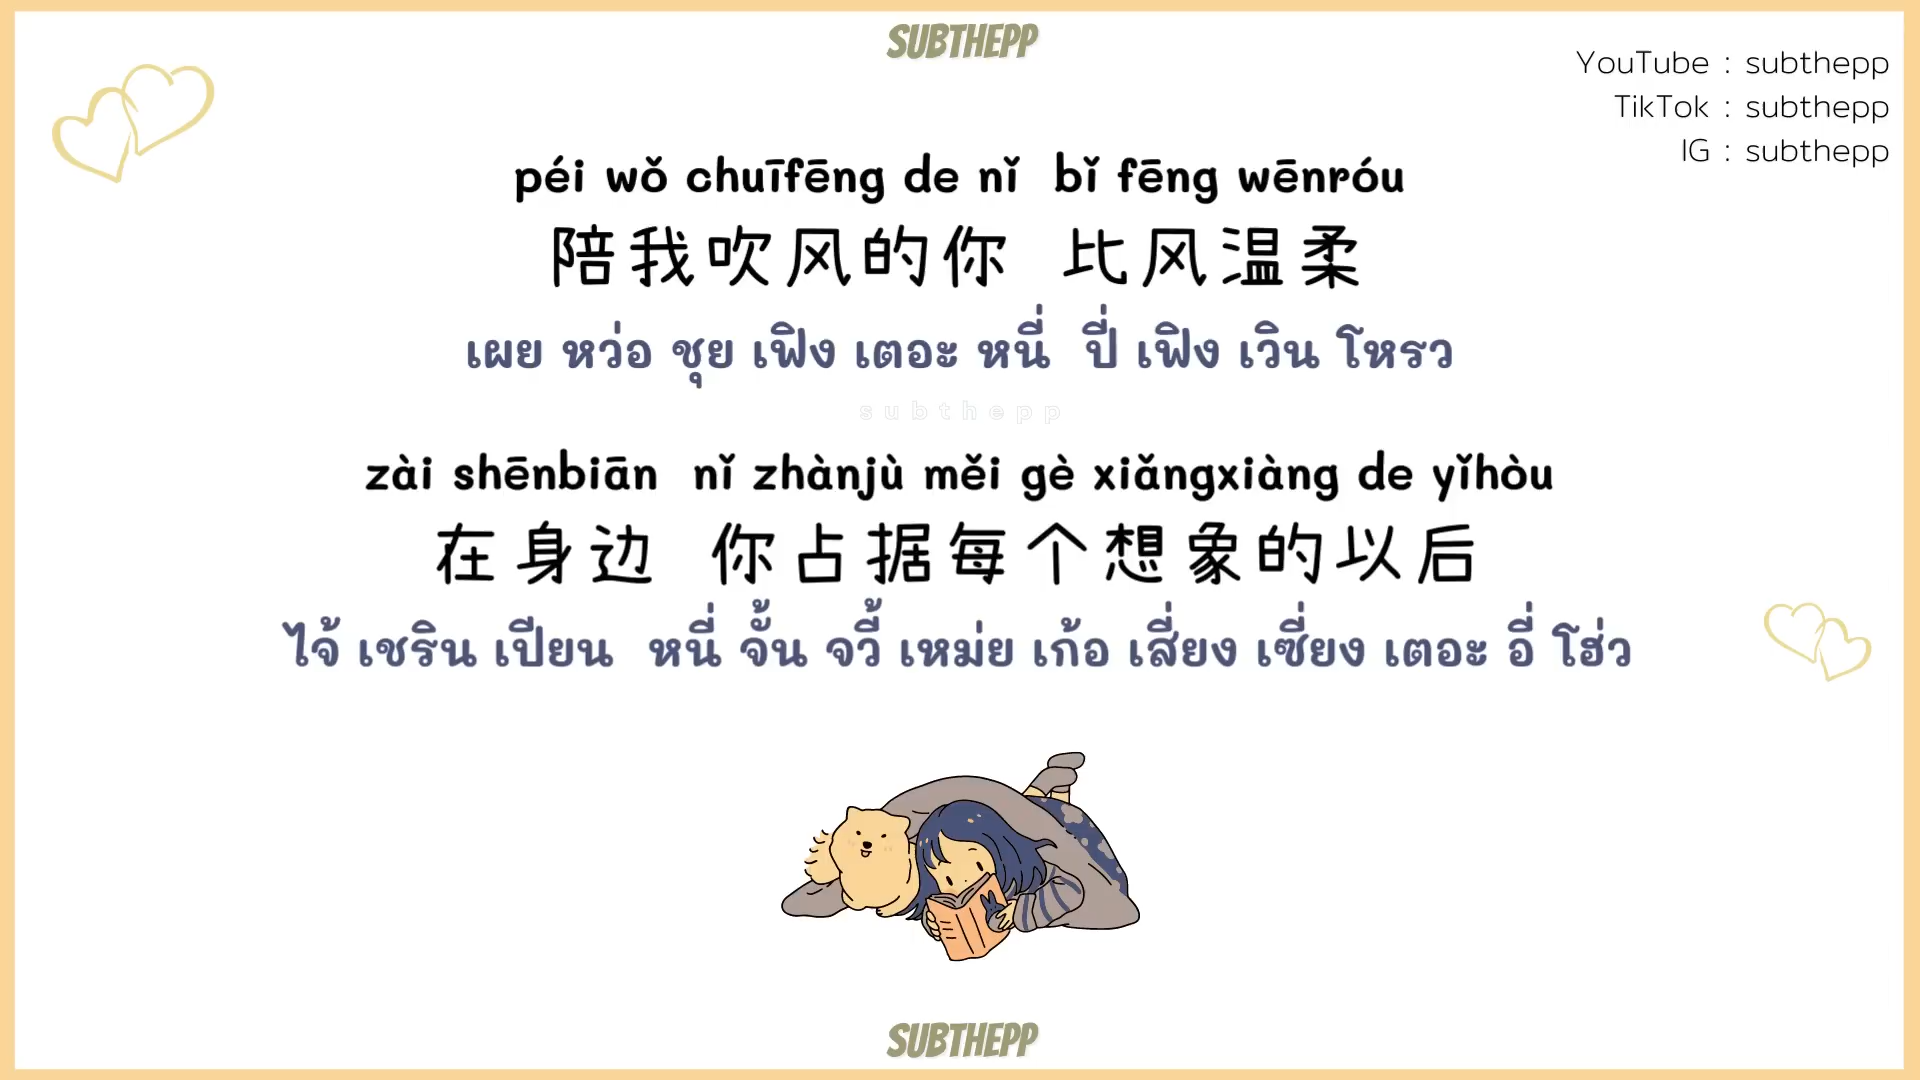 SUBTHEPP
YouTube : subthepp
TikTok : subthepp
IG : subthepp
péi wǒ chuīfēng de nǐ  bǐ fēng wēnróu
陪我吹风的你 比风温柔
เผย หว่อ ชุย เฟิง เตอะ หนี่  ปี่ เฟิง เวิน โหรว
subthepp
zài shēnbiān  nǐ zhànjù měi gè xiǎngxiàng de yǐhòu
在身边 你占据每个想象的以后
ไจ้ เชริน เปียน  หนี่ จั้น จวี้ เหม่ย เก้อ เสี่ยง เซี่ยง เตอะ อี่ โฮ่ว
SUBTHEPP